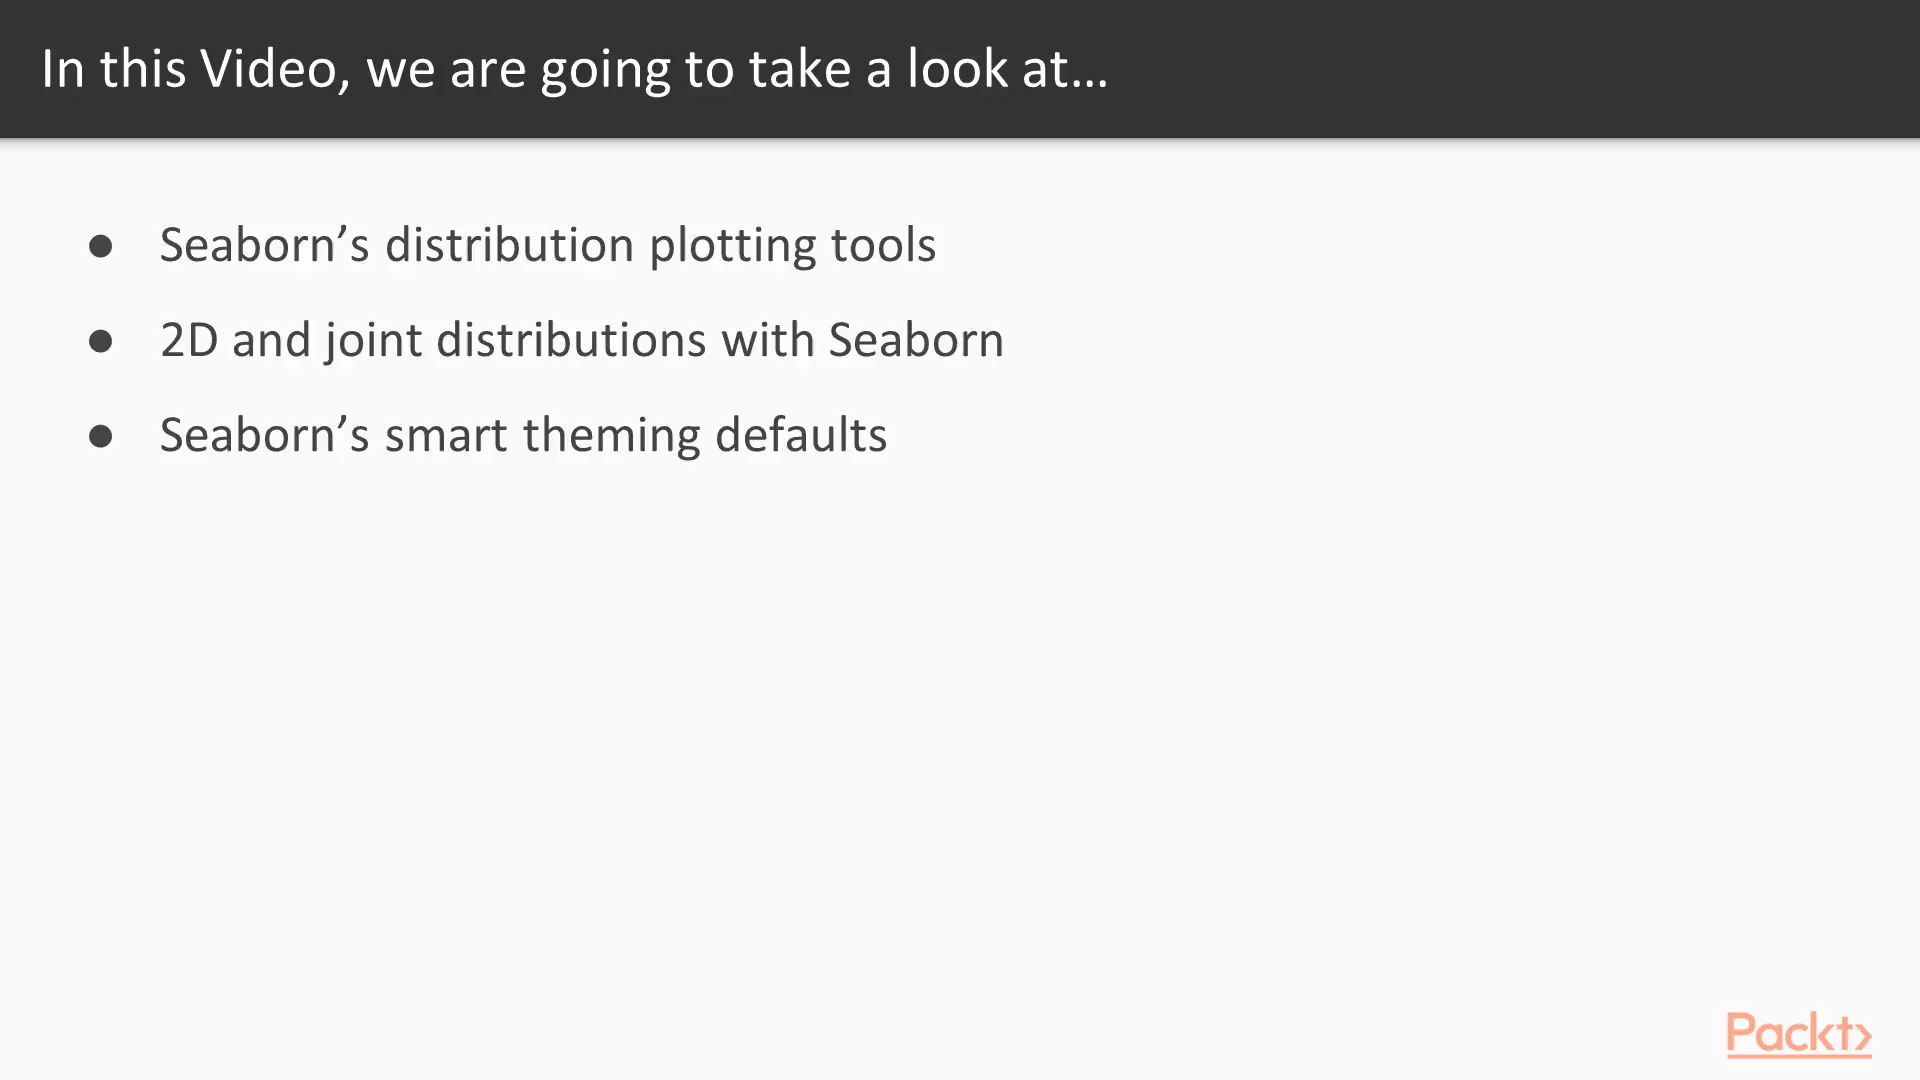 In this Video, we are going to take a look at...
● Seaborn’s distribution plotting tools
● 2D and joint distributions with Seaborn
● Seaborn’s smart theming defaults
Packt>